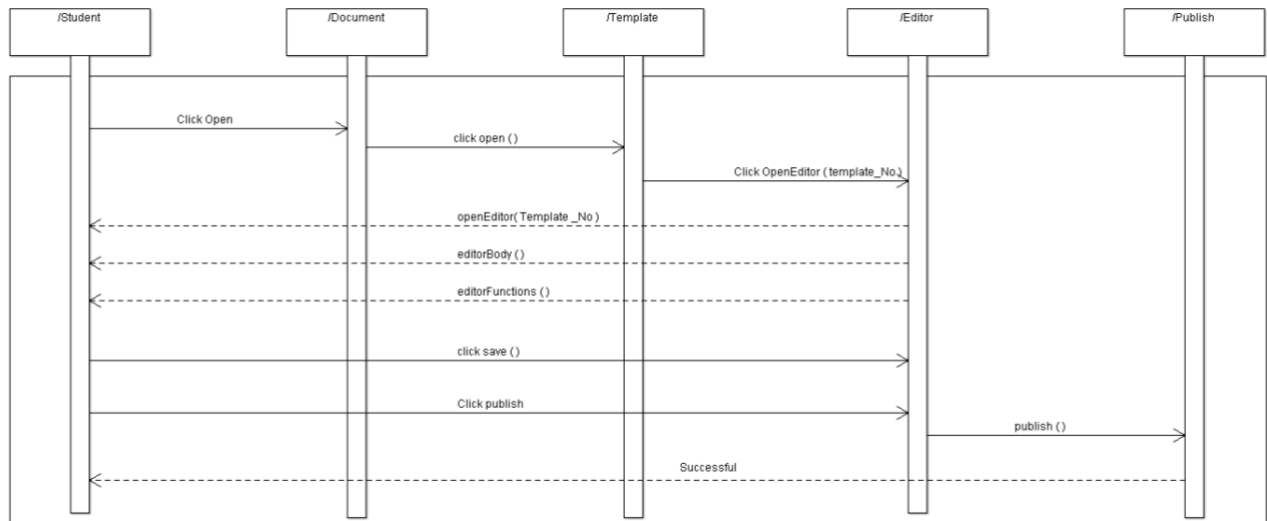 /Student
/Document
/Template
/Editor
/Publish
Click Open
click open ( )
Click OpenEditor ( template_No.)
openEditor( Template _No )
editorBody ( )
editorFunctions ( )
click save ( )
Click publish
publish ( )
Successful